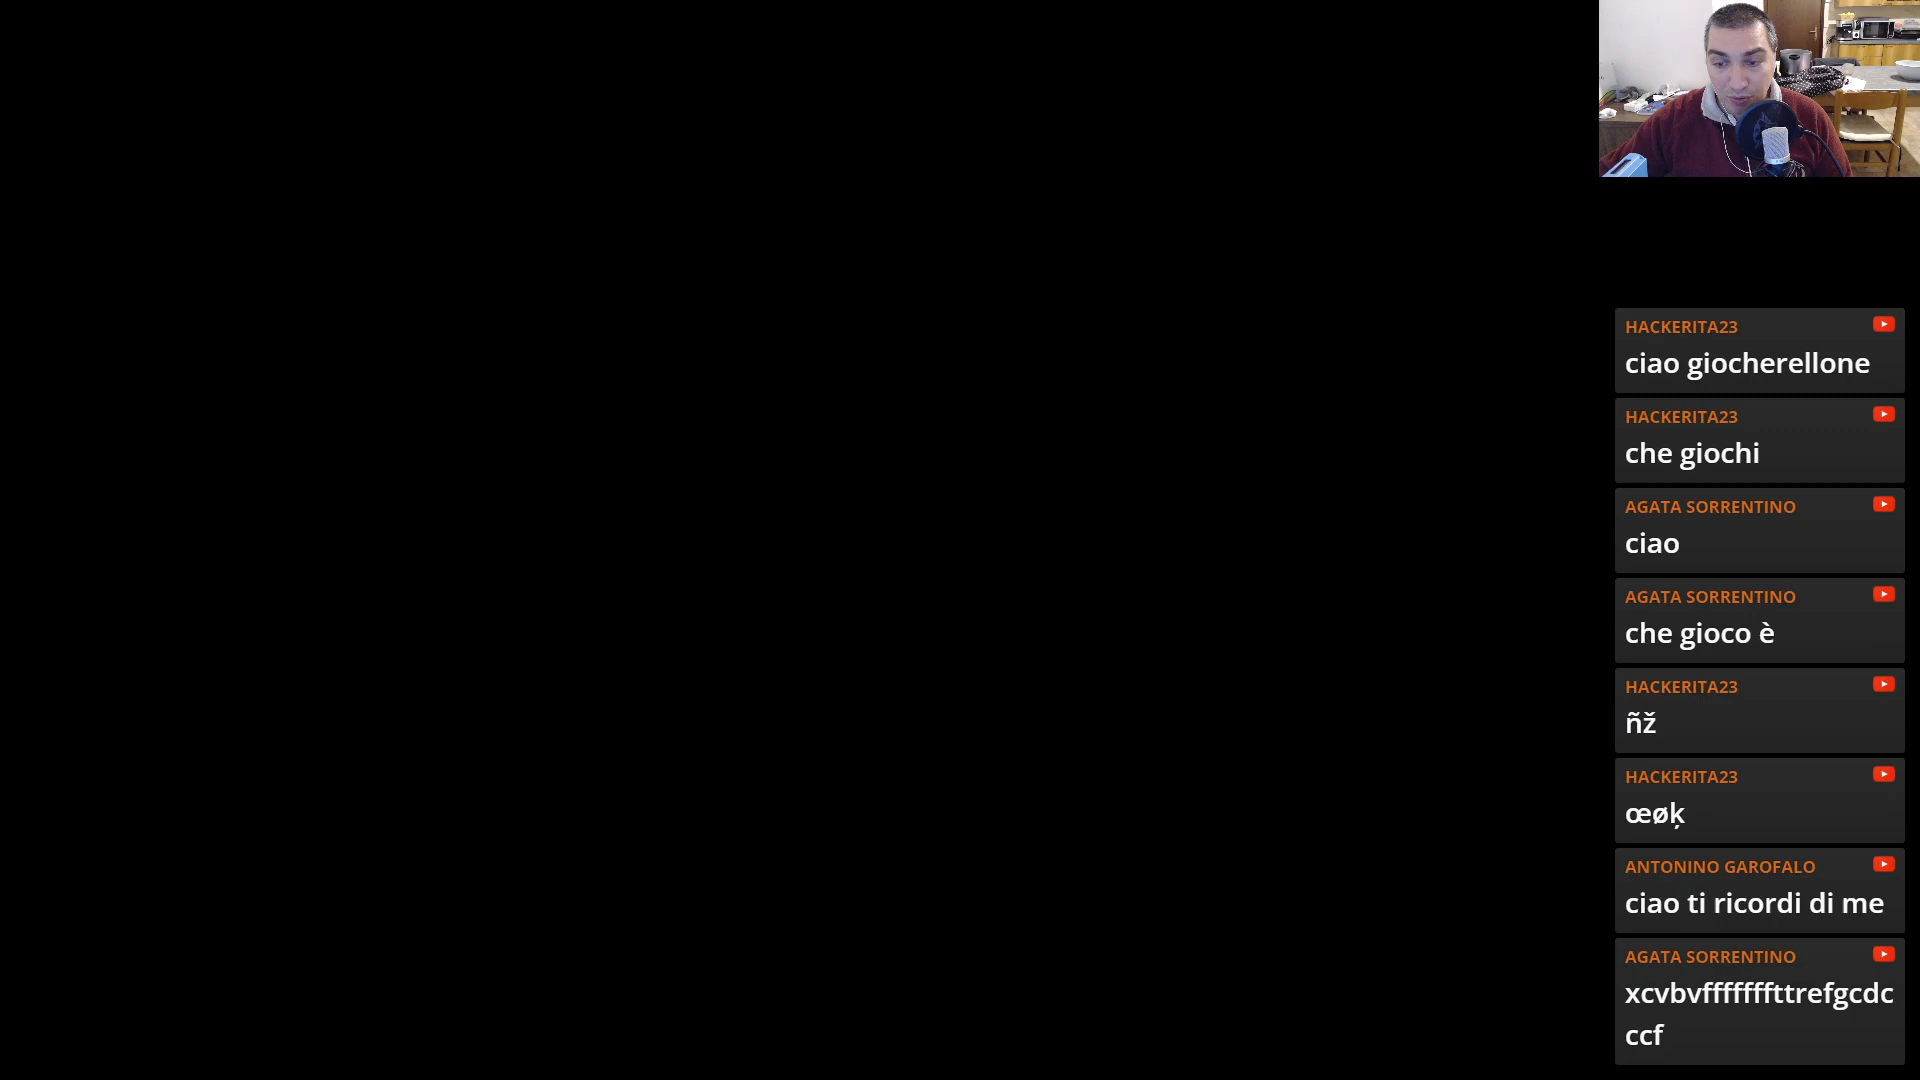 HACKERITA23
ciao giocherellone
HACKERITA23
che giochi
AGATA SORRENTINO
ciao
AGATA SORRENTINO
che gioco è
HACKERITA23
ñž
HACKERITA23
œøķ
ANTONINO GAROFALO
ciao ti ricordi di me
AGATA SORRENTINO
xcvbvffffffffttrefgcdc
ccf